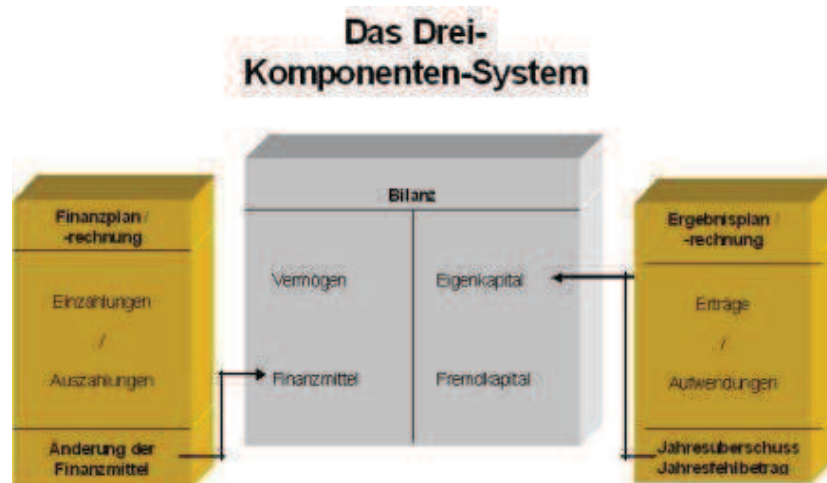 Das Drei-
Komponenten-System
Finanzplan /
-rechnung
Einzahlungen
/
Auszahlungen
Änderung der
Finanzmittel
Bilanz
Vermögen
Eigenkapital
Finanzmittel
Fremdkapital
Ergebnisplan /
-rechnung
Erträge
/
Aufwendungen
Jahresüberschuss
Jahresfehlbetrag